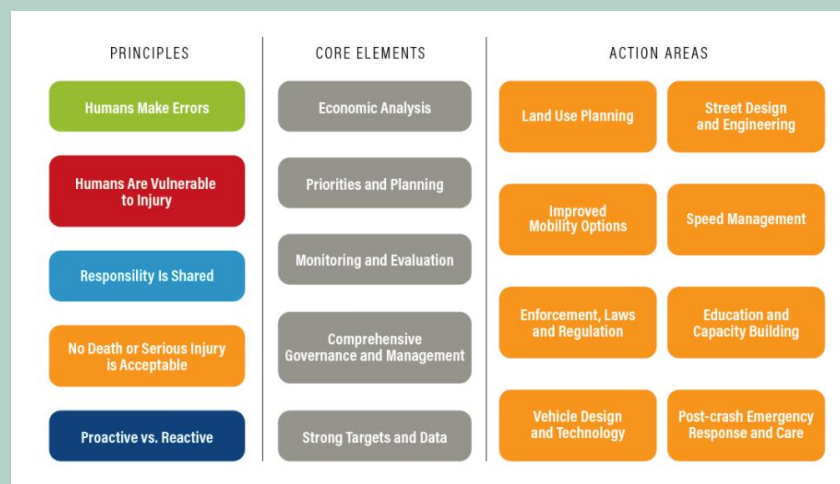 PRINCIPLES
Humans Make Errors
Humans Are Vulnerable
to Injury
Responsility Is Shared
No Death or Serious Injury
is Acceptable
Proactive vs. Reactive
CORE ELEMENTS
Economic Analysis
Priorities and Planning
Monitoring and Evaluation
Comprehensive
Governance and Management
Strong Targets and Data
ACTION AREAS
Land Use Planning
Street Design
and Engineering
Improved
Mobility Options
Speed Management
Enforcement, Laws
and Regulation
Education and
Capacity Building
Vehicle Design
and Technology
Post-crash Emergency
Response and Care